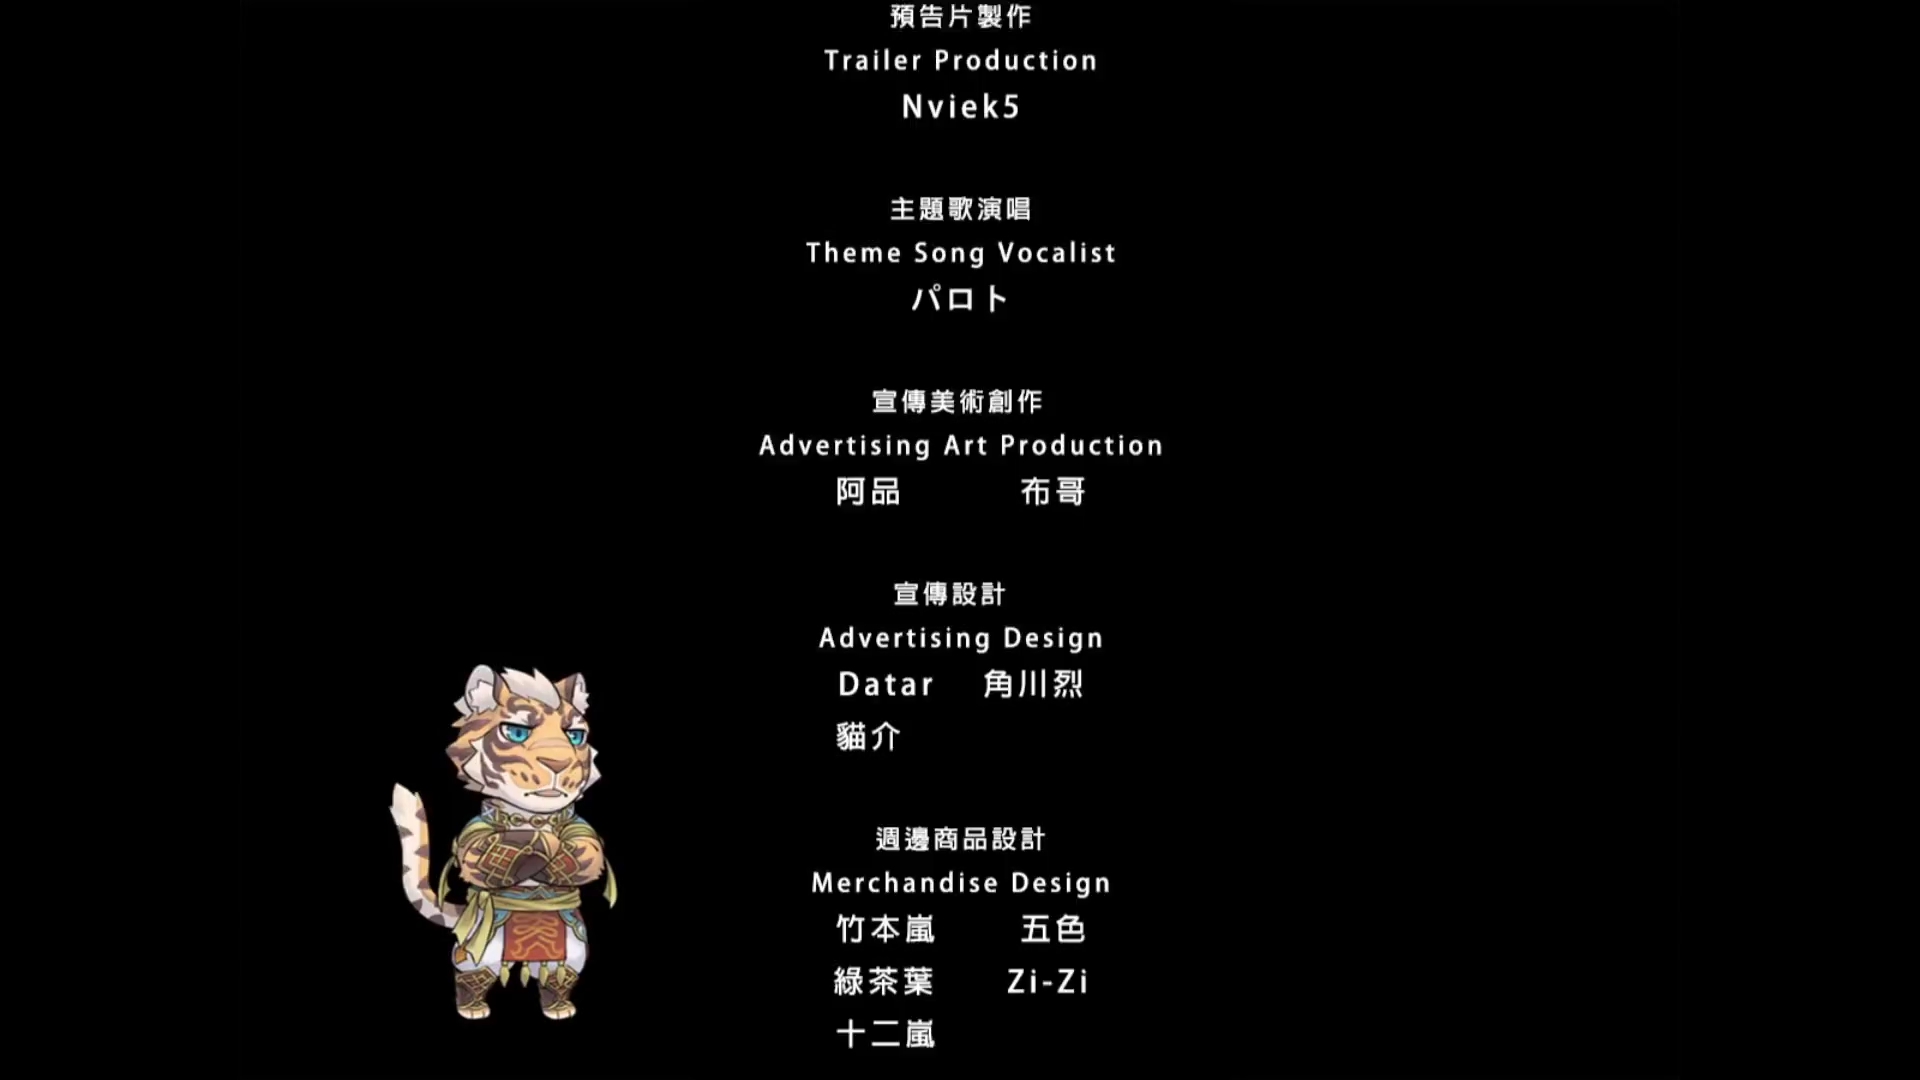 預告片製作
Trailer Production
Nviek5
主題歌演唱
Theme Song Vocalist
パロト
宣傳美術創作
Advertising Art Production
阿品 布哥
宣傳設計
Advertising Design
Datar 角川烈
貓介
週邊商品設計
Merchandise Design
竹本嵐 五色
綠茶葉 Zi-Zi
十二嵐